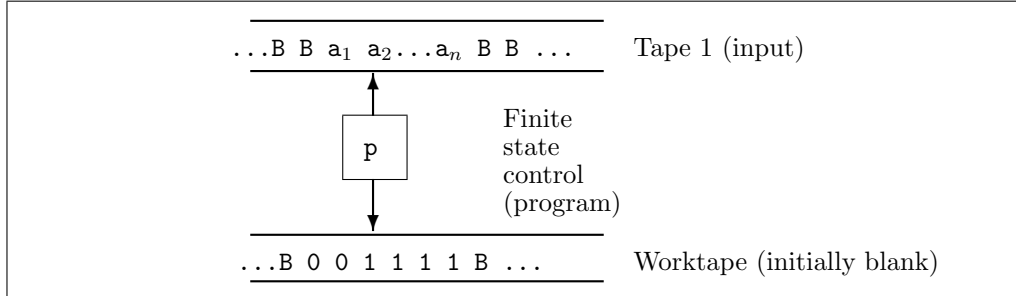 ...B B a₁ a₂...aₙ B B ... Tape 1 (input)
p
Finite
state
control
(program)
...B 0 0 1 1 1 1 B ... Worktape (initially blank)